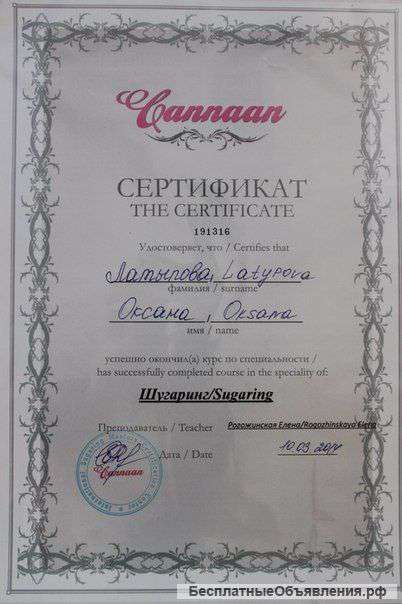 Cannaan
СЕРТИФИКАТ
THE CERTIFICATE
191316
Удостоверяет, что / Certifies that
Латыпова, Latypova
фамилия / surname
Оксана, Oksana
имя / name
успешно окончил(а) курс по специальности /
has successfully completed course in the speciality of:
Шугаринг/Sugaring
Преподаватель / Teacher Рогожинская Елена/Rogozhinskaya Elena
Дата / Date 10.03.2014
Cannaan
БесплатныеОбъявления.рф